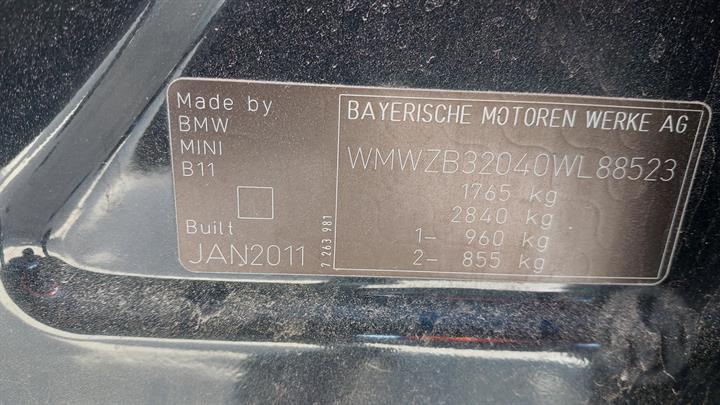 Made by
BMW
MINI
B11
Built
JAN2011
7 263 981
BAYERISCHE MOTOREN WERKE AG
WMWZB32040WL88523
1765 kg
2840 kg
1- 960 kg
2- 855 kg